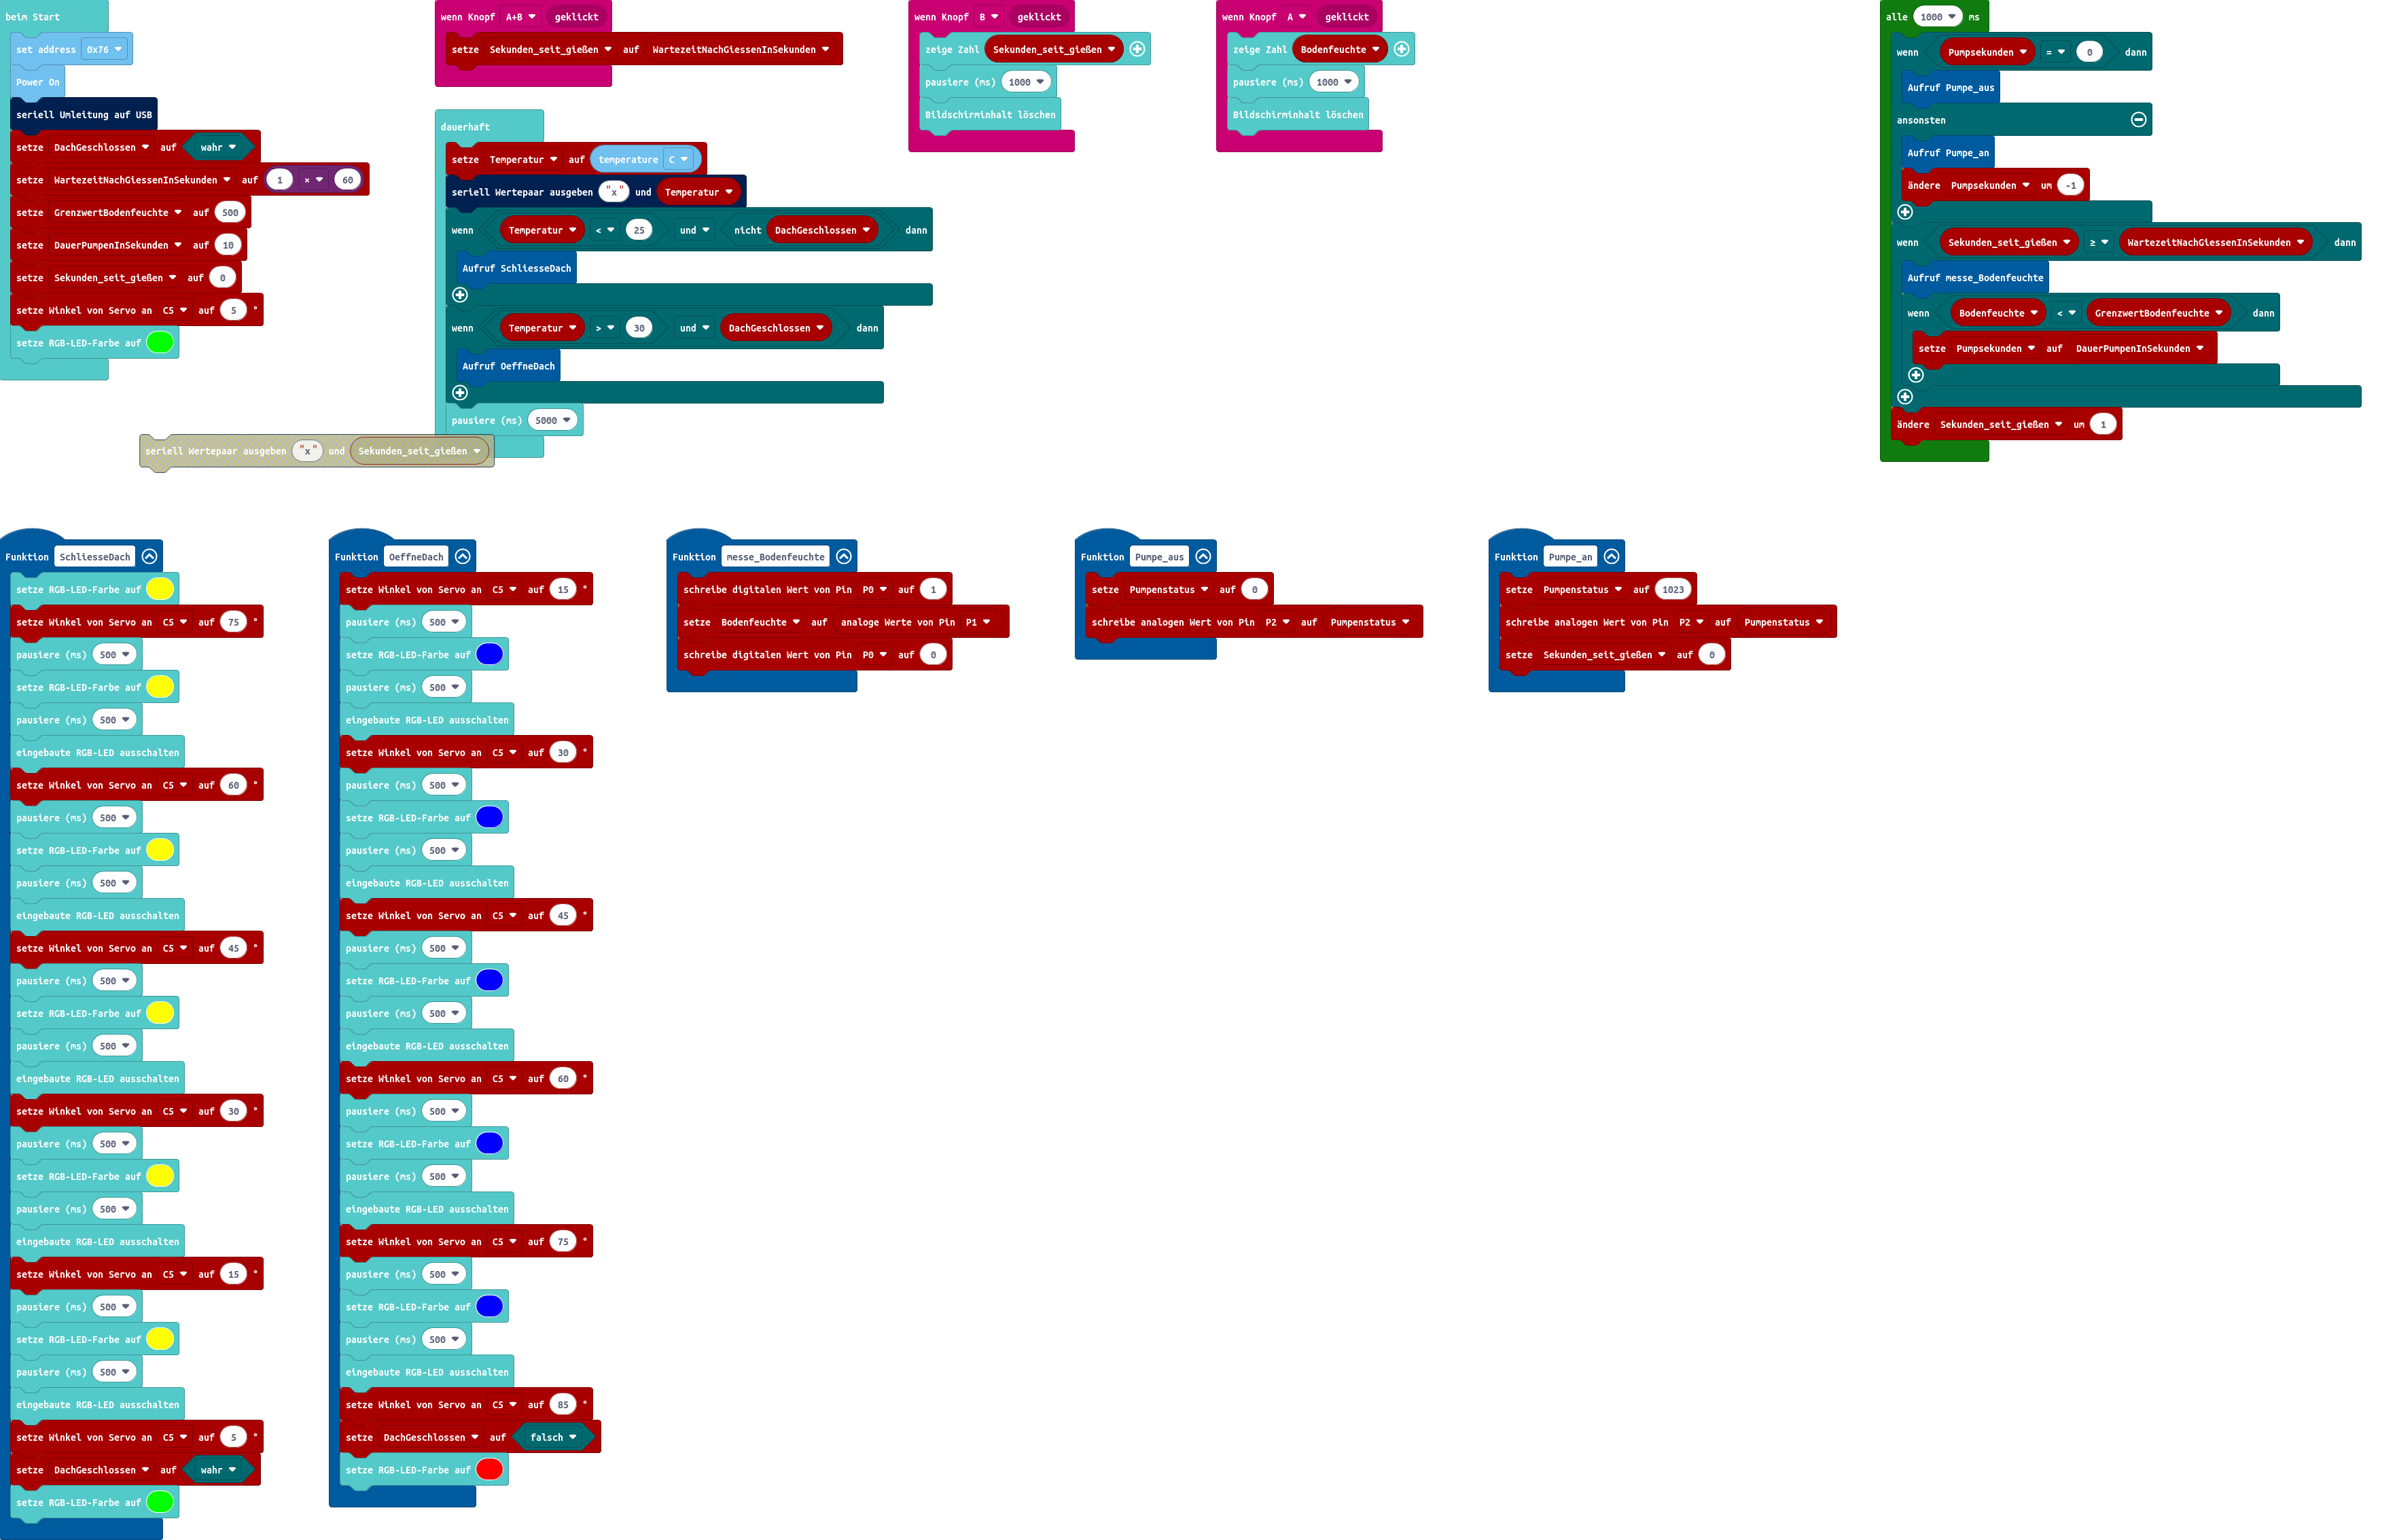 beim Start
set address 0x76
Power On
seriell Umleitung auf USB
setze DachGeschlossen auf wahr
setze WartezeitNachGiessenInSekunden auf 1 × 60
setze GrenzwertBodenfeuchte auf 500
setze DauerPumpenInSekunden auf 10
setze Sekunden_seit_gießen auf 0
setze Winkel von Servo an C5 auf 5 °
setze RGB-LED-Farbe auf
wenn Knopf A+B geklickt
setze Sekunden_seit_gießen auf WartezeitNachGiessenInSekunden
dauerhaft
setze Temperatur auf temperature C
seriell Wertepaar ausgeben "x" und Temperatur
wenn Temperatur < 25 und nicht DachGeschlossen dann
Aufruf SchliesseDach
wenn Temperatur > 30 und DachGeschlossen dann
Aufruf OeffneDach
pausiere (ms) 5000
seriell Wertepaar ausgeben "x" und Sekunden_seit_gießen
wenn Knopf B geklickt
zeige Zahl Sekunden_seit_gießen
pausiere (ms) 1000
Bildschirminhalt löschen
wenn Knopf A geklickt
zeige Zahl Bodenfeuchte
pausiere (ms) 1000
Bildschirminhalt löschen
alle 1000 ms
wenn Pumpsekunden = 0 dann
Aufruf Pumpe_aus
ansonsten
Aufruf Pumpe_an
ändere Pumpsekunden um -1
wenn Sekunden_seit_gießen ≥ WartezeitNachGiessenInSekunden dann
Aufruf messe_Bodenfeuchte
wenn Bodenfeuchte < GrenzwertBodenfeuchte dann
setze Pumpsekunden auf DauerPumpenInSekunden
ändere Sekunden_seit_gießen um 1
Funktion SchliesseDach
setze RGB-LED-Farbe auf
setze Winkel von Servo an C5 auf 75 °
pausiere (ms) 500
setze RGB-LED-Farbe auf
pausiere (ms) 500
eingebaute RGB-LED ausschalten
setze Winkel von Servo an C5 auf 60 °
pausiere (ms) 500
setze RGB-LED-Farbe auf
pausiere (ms) 500
eingebaute RGB-LED ausschalten
setze Winkel von Servo an C5 auf 45 °
pausiere (ms) 500
setze RGB-LED-Farbe auf
pausiere (ms) 500
eingebaute RGB-LED ausschalten
setze Winkel von Servo an C5 auf 30 °
pausiere (ms) 500
setze RGB-LED-Farbe auf
pausiere (ms) 500
eingebaute RGB-LED ausschalten
setze Winkel von Servo an C5 auf 15 °
pausiere (ms) 500
setze RGB-LED-Farbe auf
pausiere (ms) 500
eingebaute RGB-LED ausschalten
setze Winkel von Servo an C5 auf 5 °
setze DachGeschlossen auf wahr
setze RGB-LED-Farbe auf
Funktion OeffneDach
setze Winkel von Servo an C5 auf 15 °
pausiere (ms) 500
setze RGB-LED-Farbe auf
pausiere (ms) 500
eingebaute RGB-LED ausschalten
setze Winkel von Servo an C5 auf 30 °
pausiere (ms) 500
setze RGB-LED-Farbe auf
pausiere (ms) 500
eingebaute RGB-LED ausschalten
setze Winkel von Servo an C5 auf 45 °
pausiere (ms) 500
setze RGB-LED-Farbe auf
pausiere (ms) 500
eingebaute RGB-LED ausschalten
setze Winkel von Servo an C5 auf 60 °
pausiere (ms) 500
setze RGB-LED-Farbe auf
pausiere (ms) 500
eingebaute RGB-LED ausschalten
setze Winkel von Servo an C5 auf 75 °
pausiere (ms) 500
setze RGB-LED-Farbe auf
pausiere (ms) 500
eingebaute RGB-LED ausschalten
setze Winkel von Servo an C5 auf 85 °
setze DachGeschlossen auf falsch
setze RGB-LED-Farbe auf
Funktion messe_Bodenfeuchte
schreibe digitalen Wert von Pin P0 auf 1
setze Bodenfeuchte auf analoge Werte von Pin P1
schreibe digitalen Wert von Pin P0 auf 0
Funktion Pumpe_aus
setze Pumpenstatus auf 0
schreibe analogen Wert von Pin P2 auf Pumpenstatus
Funktion Pumpe_an
setze Pumpenstatus auf 1023
schreibe analogen Wert von Pin P2 auf Pumpenstatus
setze Sekunden_seit_gießen auf 0